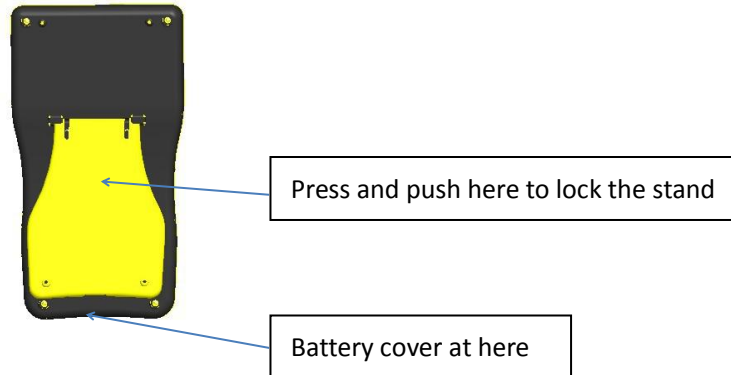 Press and push here to lock the stand
Battery cover at here